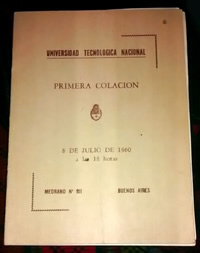 UNIVERSIDAD TECNOLOGICA NACIONAL
PRIMERA COLACION
8 DE JULIO DE 1960
a las 18 horas
MEDRANO Nº 951 BUENOS AIRES